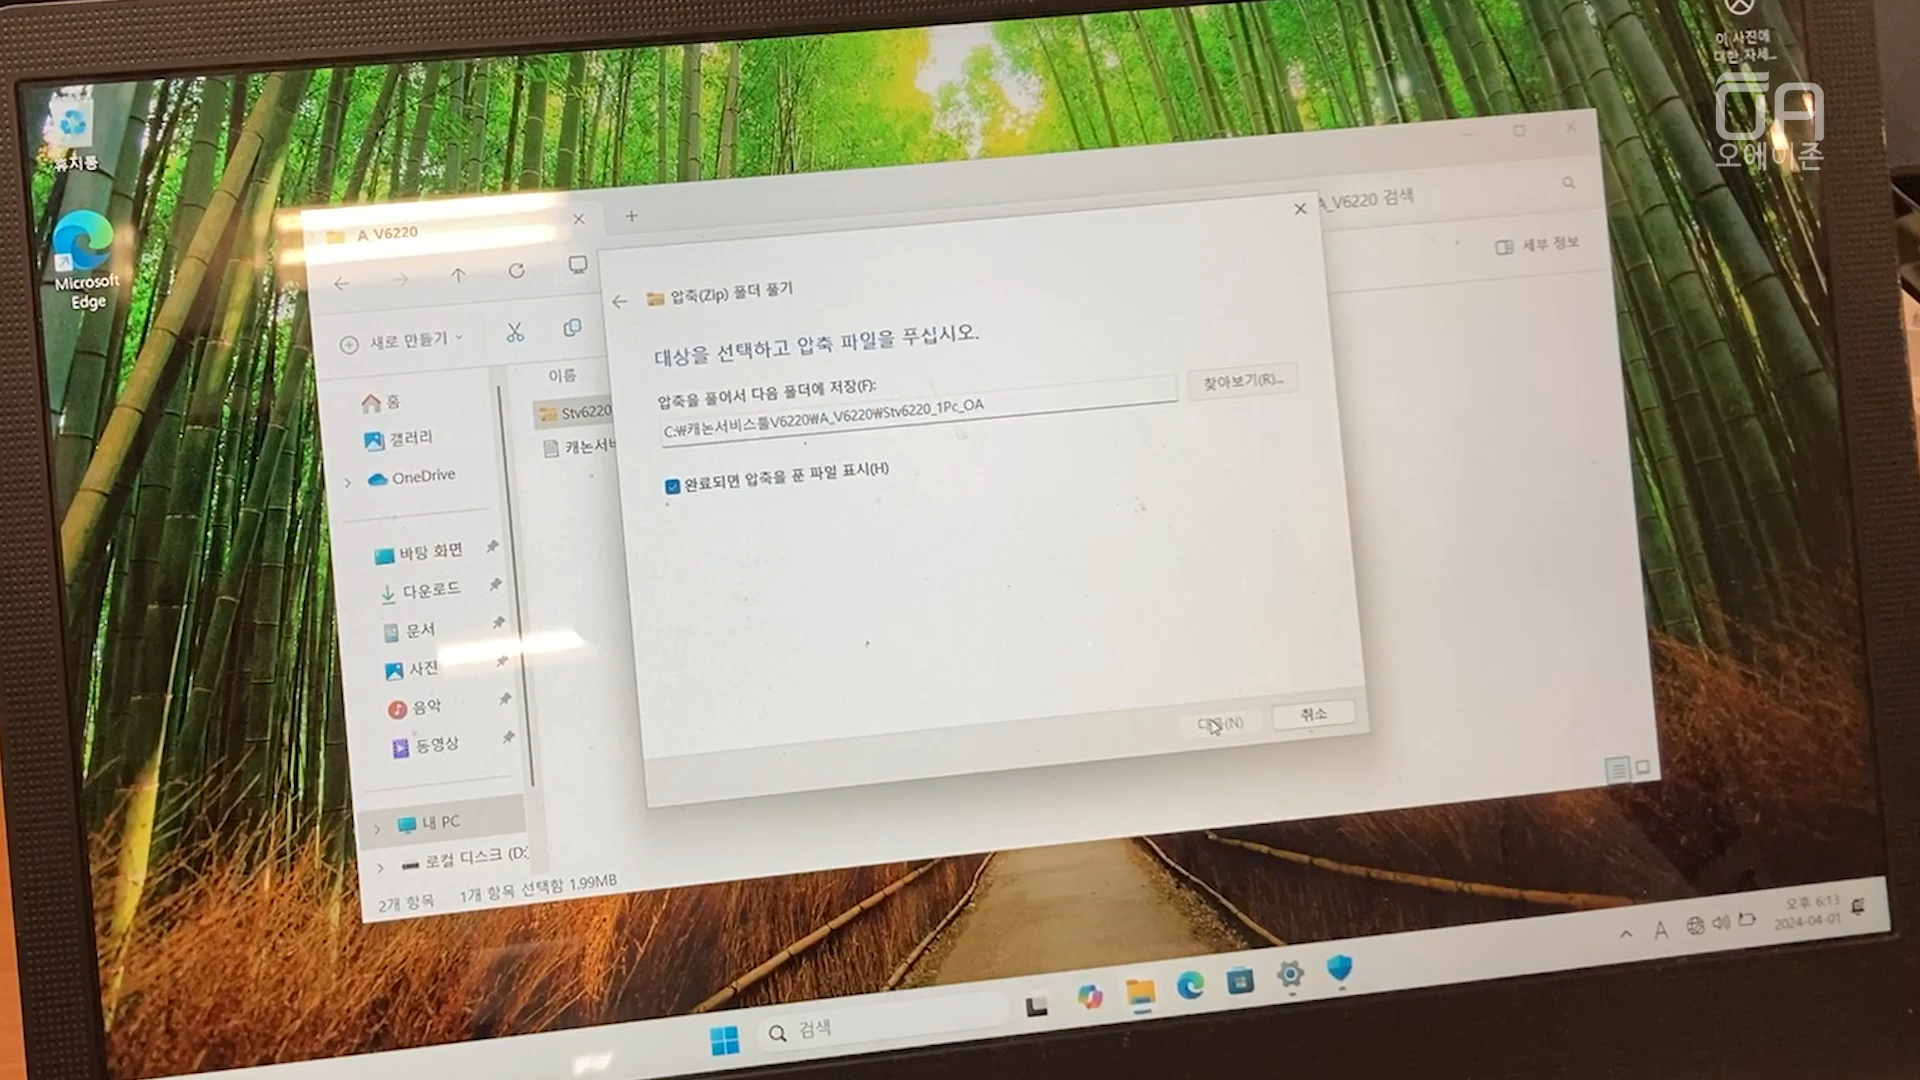 이 사진에
대한 자세...
오에이존
휴지통
Microsoft
Edge
A_V6220
A_V6220 검색
세부 정보
새로 만들기
이름
Stv6220
캐논서비
홈
갤러리
OneDrive
바탕 화면
다운로드
문서
사진
음악
동영상
내 PC
로컬 디스크 (D:
2개 항목
1개 항목 선택함 1.99MB
압축(Zip) 폴더 풀기
대상을 선택하고 압축 파일을 푸십시오.
압축을 풀어서 다음 폴더에 저장(F):
C:₩캐논서비스툴V6220₩A_V6220₩Stv6220_1Pc_OA
찾아보기(R)...
완료되면 압축을 푼 파일 표시(H)
다음(N)
취소
검색
A
오후 6:13
2024-04-01